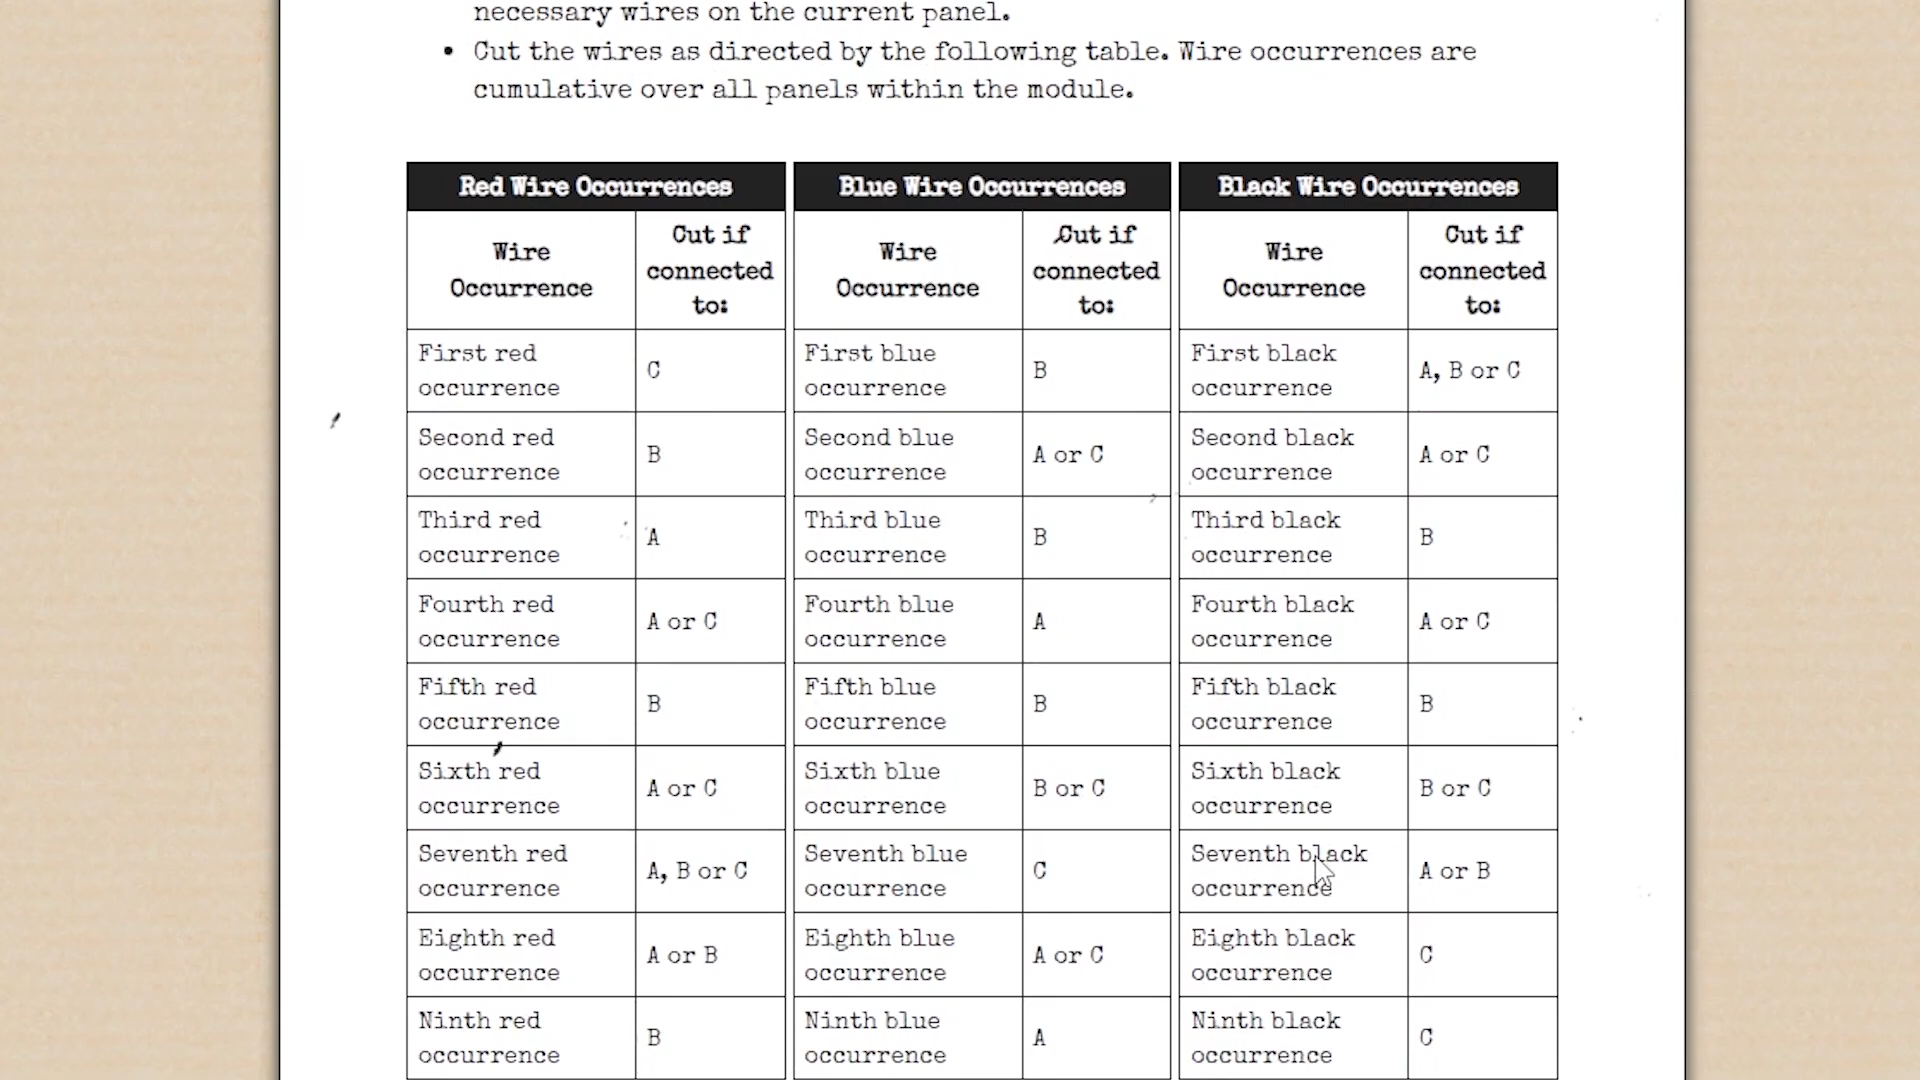 necessary wires on the current panel.
• Cut the wires as directed by the following table. Wire occurrences are
cumulative over all panels within the module.
Red Wire Occurrences
Wire
Occurrence
Cut if
connected
to:
First red
occurrence
C
Second red
occurrence
B
Third red
occurrence
A
Fourth red
occurrence
A or C
Fifth red
occurrence
B
Sixth red
occurrence
A or C
Seventh red
occurrence
A, B or C
Eighth red
occurrence
A or B
Ninth red
occurrence
B
Blue Wire Occurrences
Wire
Occurrence
Cut if
connected
to:
First blue
occurrence
B
Second blue
occurrence
A or C
Third blue
occurrence
B
Fourth blue
occurrence
A
Fifth blue
occurrence
B
Sixth blue
occurrence
B or C
Seventh blue
occurrence
C
Eighth blue
occurrence
A or C
Ninth blue
occurrence
A
Black Wire Occurrences
Wire
Occurrence
Cut if
connected
to:
First black
occurrence
A, B or C
Second black
occurrence
A or C
Third black
occurrence
B
Fourth black
occurrence
A or C
Fifth black
occurrence
B
Sixth black
occurrence
B or C
Seventh black
occurrence
A or B
Eighth black
occurrence
C
Ninth black
occurrence
C